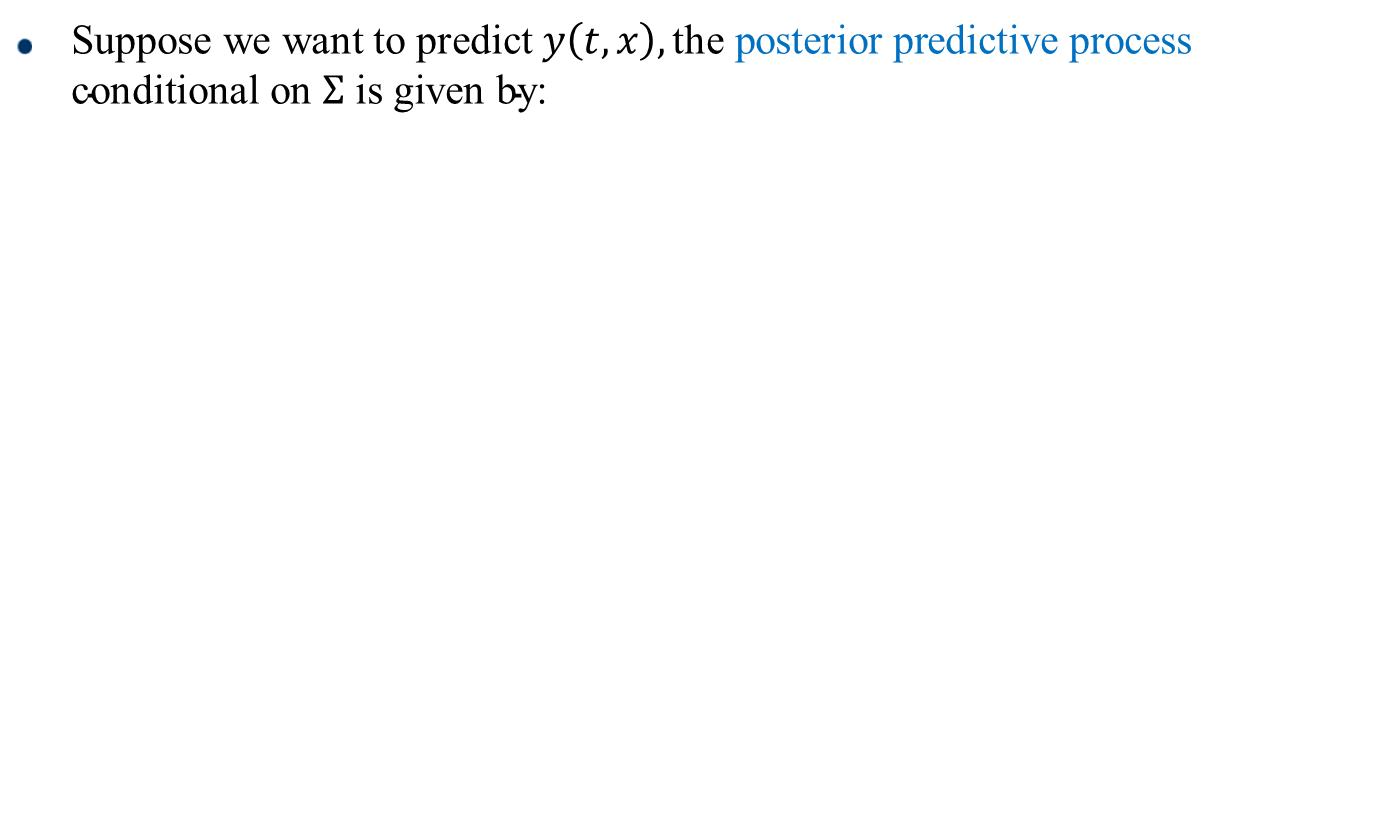 • Suppose we want to predict y(t, x), the posterior predictive process
conditional on Σ is given by: